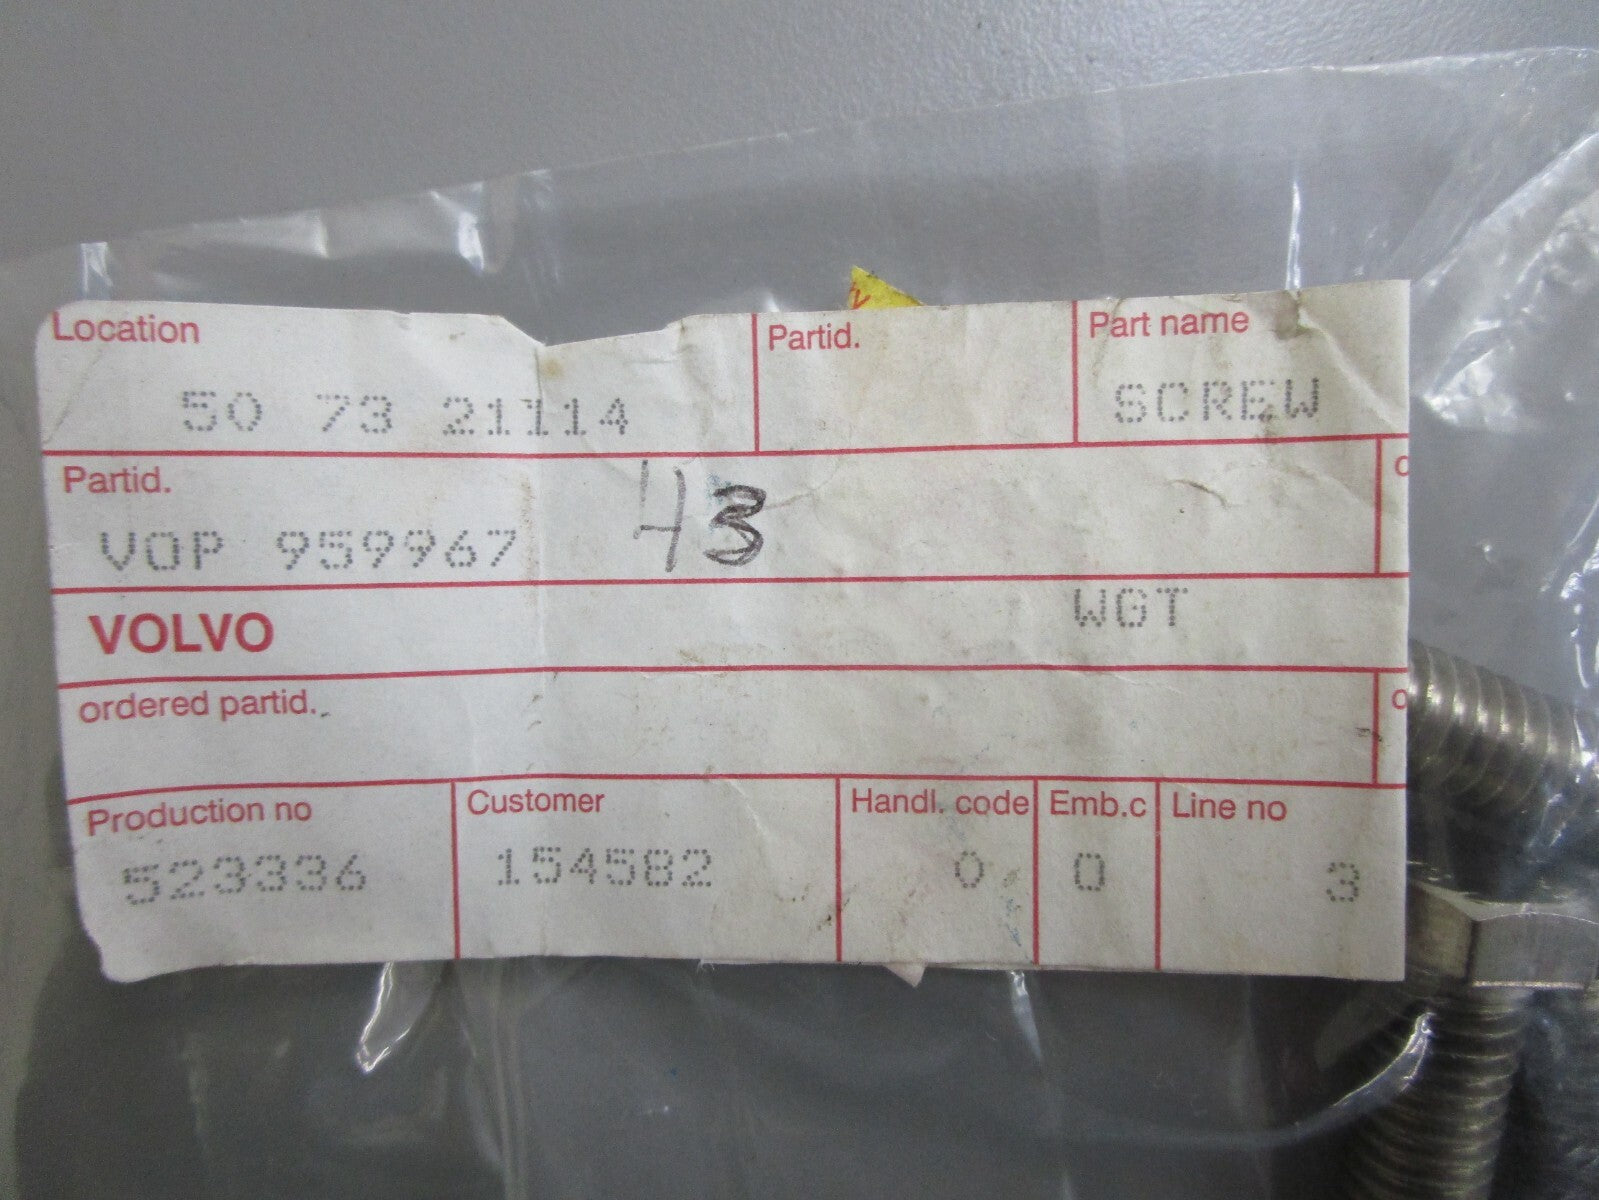 Location Partid. Part name
50 73 21114 SCREW
Partid.
VOP 959967 43
VOLVO WGT
ordered partid.
Production no Customer Handl. code Emb.c Line no
523336 154582 0 0 3